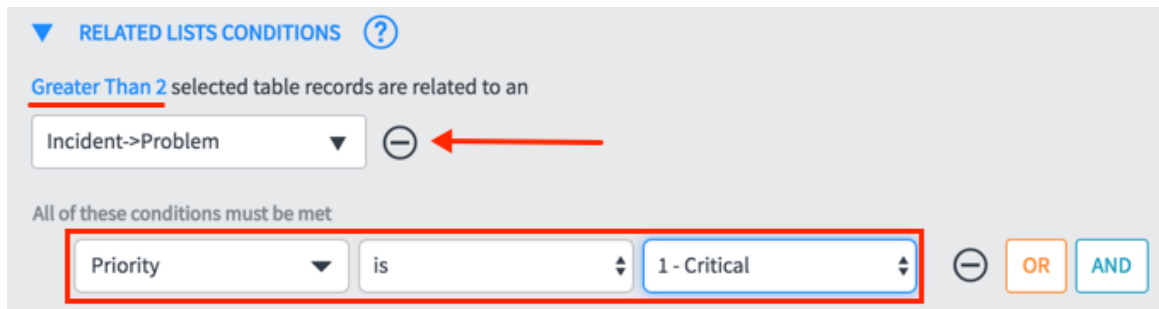 RELATED LISTS CONDITIONS ?
Greater Than 2 selected table records are related to an
Incident->Problem
All of these conditions must be met
Priority is 1 - Critical OR AND